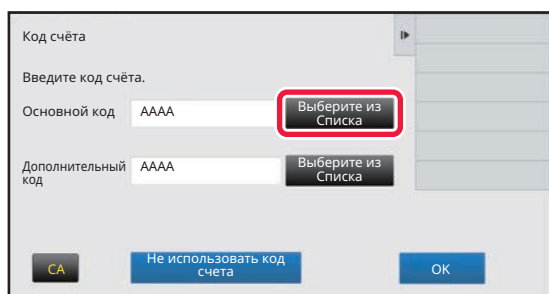 Код счёта
Введите код счёта.
Основной код
AAAA
Выберите из
Списка
Дополнительный
код
AAAA
Выберите из
Списка
CA
Не использовать код
счета
OK